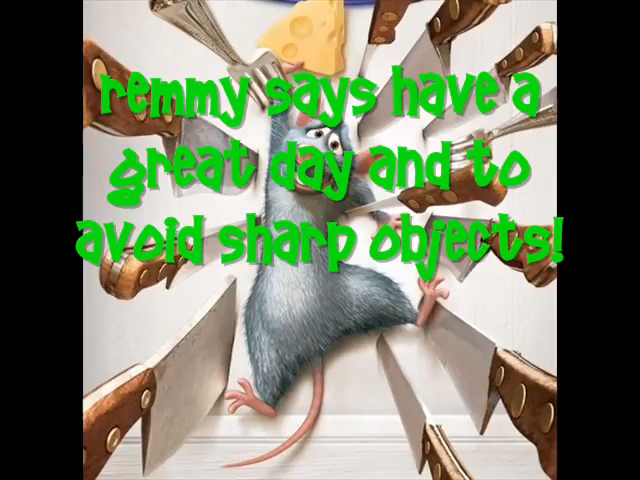 remmy says have a
great day and to
avoid sharp objects!